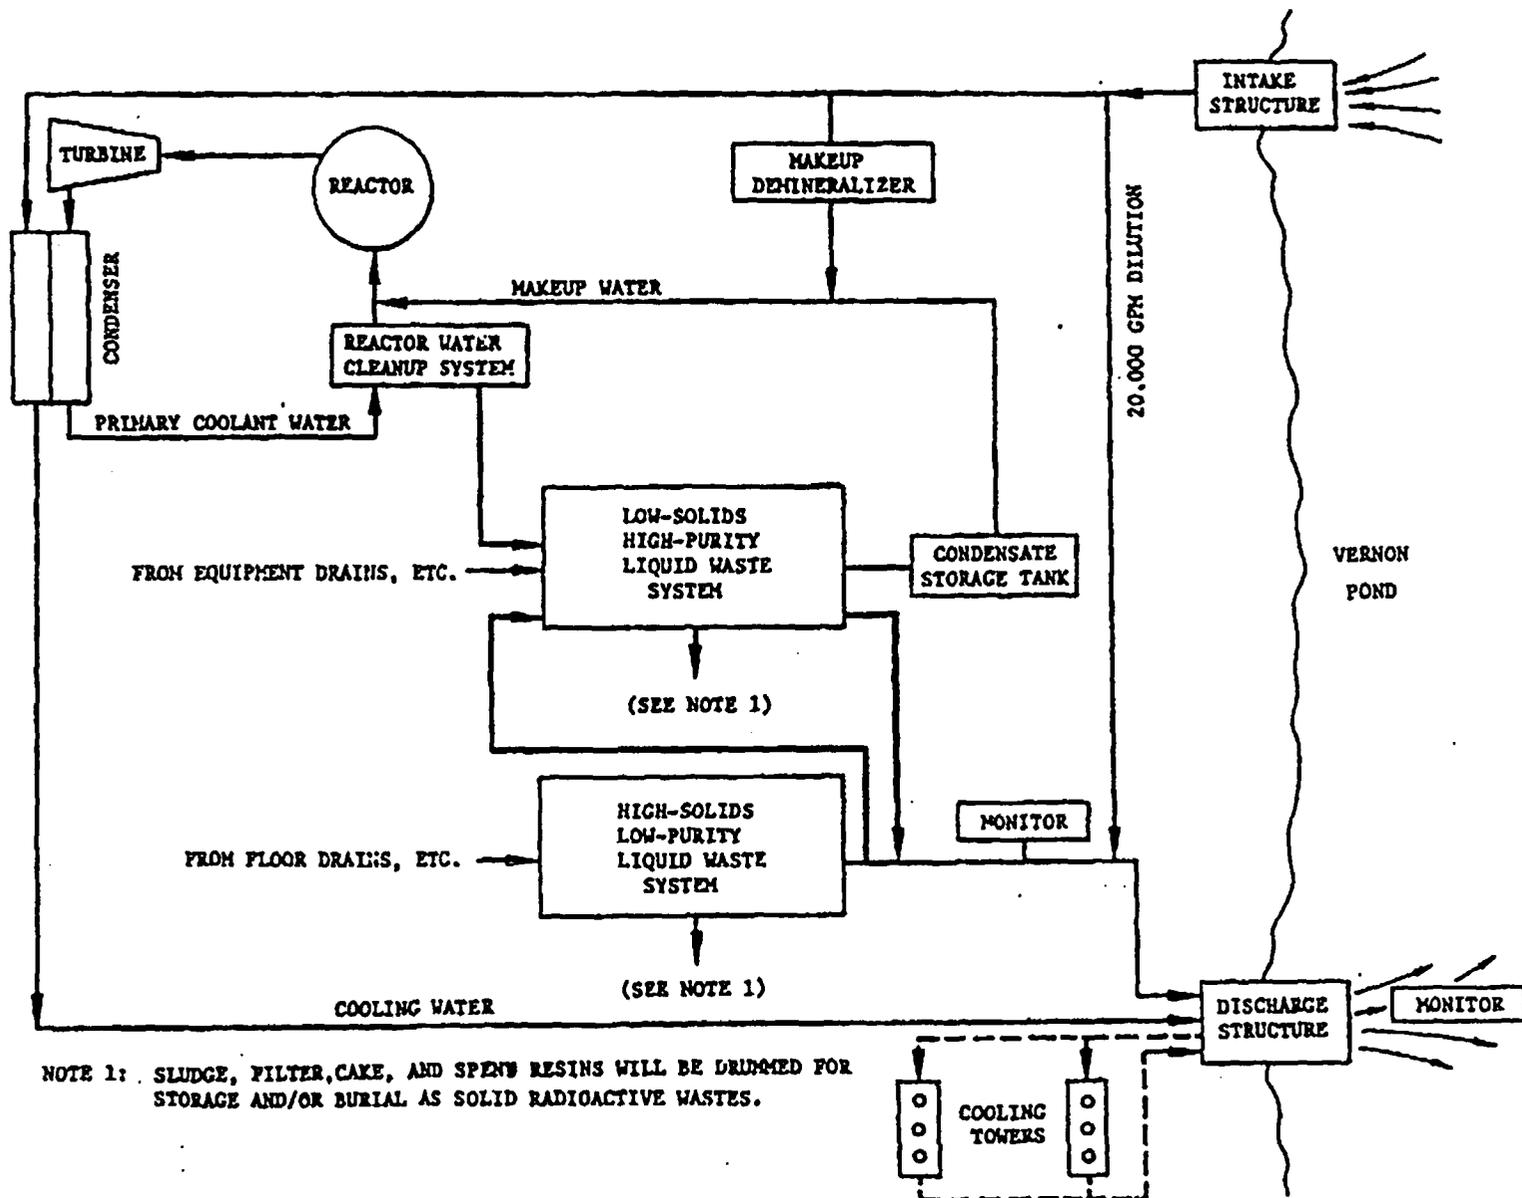 INTAKE
STRUCTURE
TURBINE
REACTOR
MAKEUP
DEMINERALIZER
20,000 GPM DILUTION
CONDENSER
MAKEUP WATER
REACTOR WATER
CLEANUP SYSTEM
PRIMARY COOLANT WATER
LOW-SOLIDS
HIGH-PURITY
LIQUID WASTE
SYSTEM
FROM EQUIPMENT DRAINS, ETC.
CONDENSATE
STORAGE TANK
VERNON
POND
(SEE NOTE 1)
HIGH-SOLIDS
LOW-PURITY
LIQUID WASTE
SYSTEM
MONITOR
FROM FLOOR DRAINS, ETC.
(SEE NOTE 1)
COOLING WATER
DISCHARGE
STRUCTURE
MONITOR
NOTE 1: SLUDGE, FILTER,CAKE, AND SPENT RESINS WILL BE DRUMMED FOR
STORAGE AND/OR BURIAL AS SOLID RADIOACTIVE WASTES.
COOLING
TOWERS